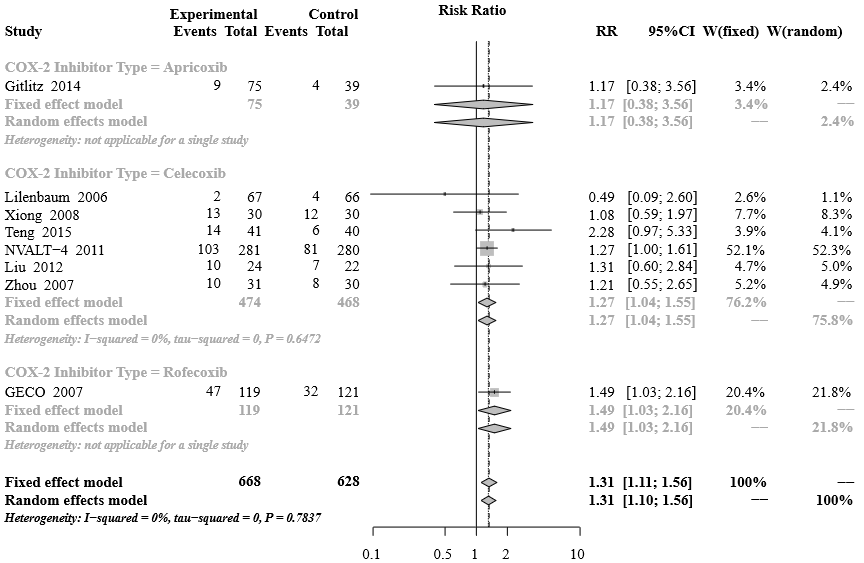 Experimental Control Risk Ratio
Study Events Total Events Total RR 95%CI W(fixed) W(random)
COX-2 Inhibitor Type = Apricoxib
Gitlitz 2014 9 75 4 39 1.17 [0.38; 3.56] 3.4% 2.4%
Fixed effect model 75 39 1.17 [0.38; 3.56] 3.4% −−
Random effects model 1.17 [0.38; 3.56] −− 2.4%
Heterogeneity: not applicable for a single study
COX-2 Inhibitor Type = Celecoxib
Lilenbaum 2006 2 67 4 66 0.49 [0.09; 2.60] 2.6% 1.1%
Xiong 2008 13 30 12 30 1.08 [0.59; 1.97] 7.7% 8.3%
Teng 2015 14 41 6 40 2.28 [0.97; 5.33] 3.9% 4.1%
NVALT−4 2011 103 281 81 280 1.27 [1.00; 1.61] 52.1% 52.3%
Liu 2012 10 24 7 22 1.31 [0.60; 2.84] 4.7% 5.0%
Zhou 2007 10 31 8 30 1.21 [0.55; 2.65] 5.2% 4.9%
Fixed effect model 474 468 1.27 [1.04; 1.55] 76.2% −−
Random effects model 1.27 [1.04; 1.55] −− 75.8%
Heterogeneity: I−squared = 0%, tau−squared = 0, P = 0.6472
COX-2 Inhibitor Type = Rofecoxib
GECO 2007 47 119 32 121 1.49 [1.03; 2.16] 20.4% 21.8%
Fixed effect model 119 121 1.49 [1.03; 2.16] 20.4% −−
Random effects model 1.49 [1.03; 2.16] −− 21.8%
Heterogeneity: not applicable for a single study
Fixed effect model 668 628 1.31 [1.11; 1.56] 100% −−
Random effects model 1.31 [1.10; 1.56] −− 100%
Heterogeneity: I−squared = 0%, tau−squared = 0, P = 0.7837
0.1 0.5 1 2 10